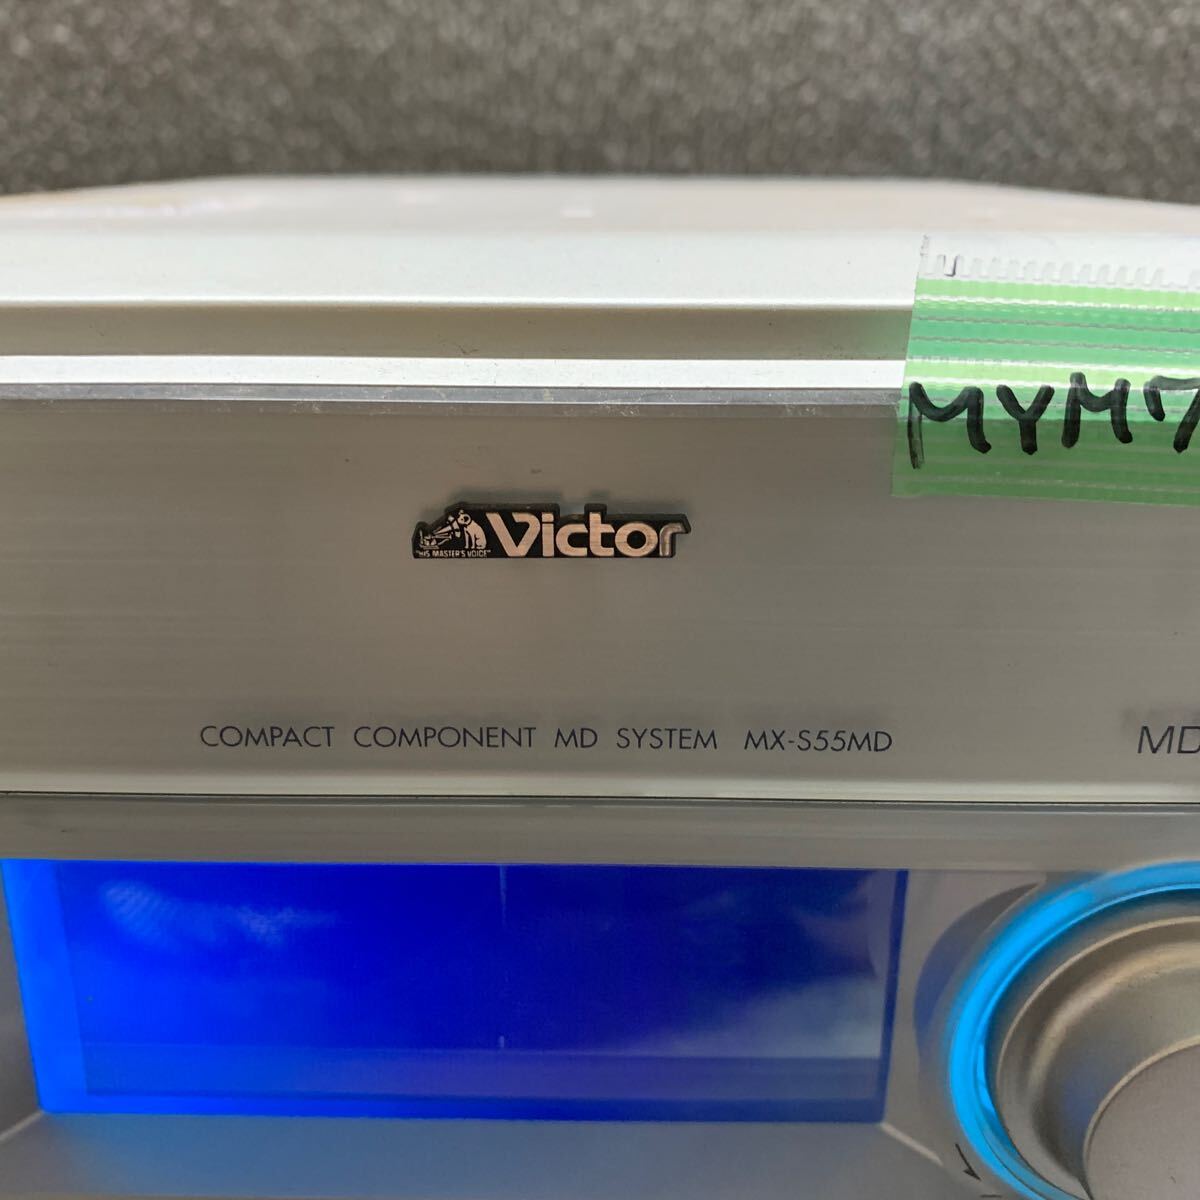 MYM7
"HIS MASTER'S VOICE" Victor
COMPACT COMPONENT MD SYSTEM MX-S55MD
MD